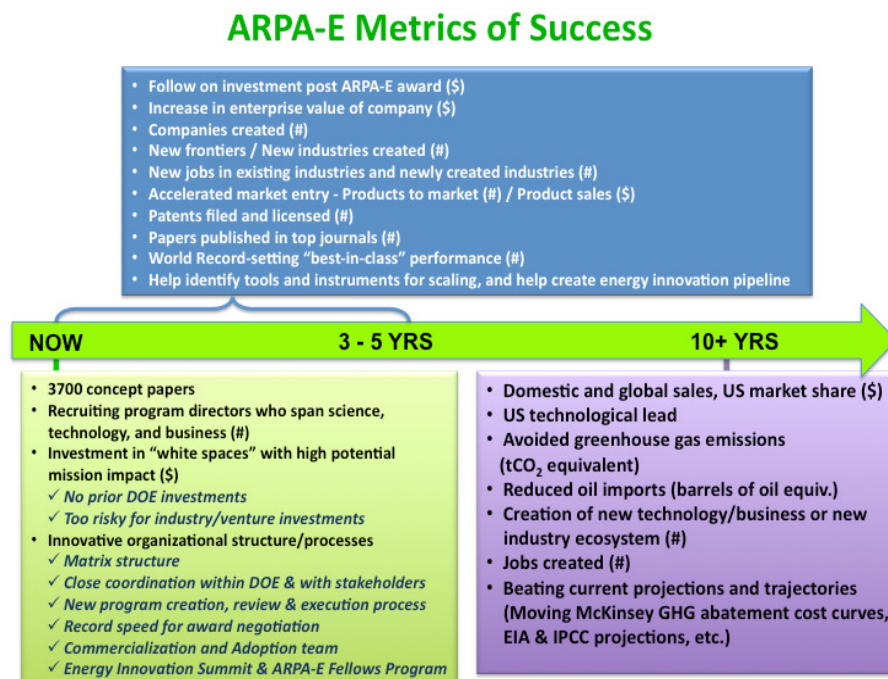 ARPA-E Metrics of Success
• Follow on investment post ARPA-E award ($)
• Increase in enterprise value of company ($)
• Companies created (#)
• New frontiers / New industries created (#)
• New jobs in existing industries and newly created industries (#)
• Accelerated market entry - Products to market (#) / Product sales ($)
• Patents filed and licensed (#)
• Papers published in top journals (#)
• World Record-setting “best-in-class” performance (#)
• Help identify tools and instruments for scaling, and help create energy innovation pipeline
NOW
3 - 5 YRS
10+ YRS
• 3700 concept papers
• Recruiting program directors who span science,
technology, and business (#)
• Investment in “white spaces” with high potential
mission impact ($)
✓ No prior DOE investments
✓ Too risky for industry/venture investments
• Innovative organizational structure/processes
✓ Matrix structure
✓ Close coordination within DOE & with stakeholders
✓ New program creation, review & execution process
✓ Record speed for award negotiation
✓ Commercialization and Adoption team
✓ Energy Innovation Summit & ARPA-E Fellows Program
• Domestic and global sales, US market share ($)
• US technological lead
• Avoided greenhouse gas emissions
(tCO₂ equivalent)
• Reduced oil imports (barrels of oil equiv.)
• Creation of new technology/business or new
industry ecosystem (#)
• Jobs created (#)
• Beating current projections and trajectories
(Moving McKinsey GHG abatement cost curves,
EIA & IPCC projections, etc.)